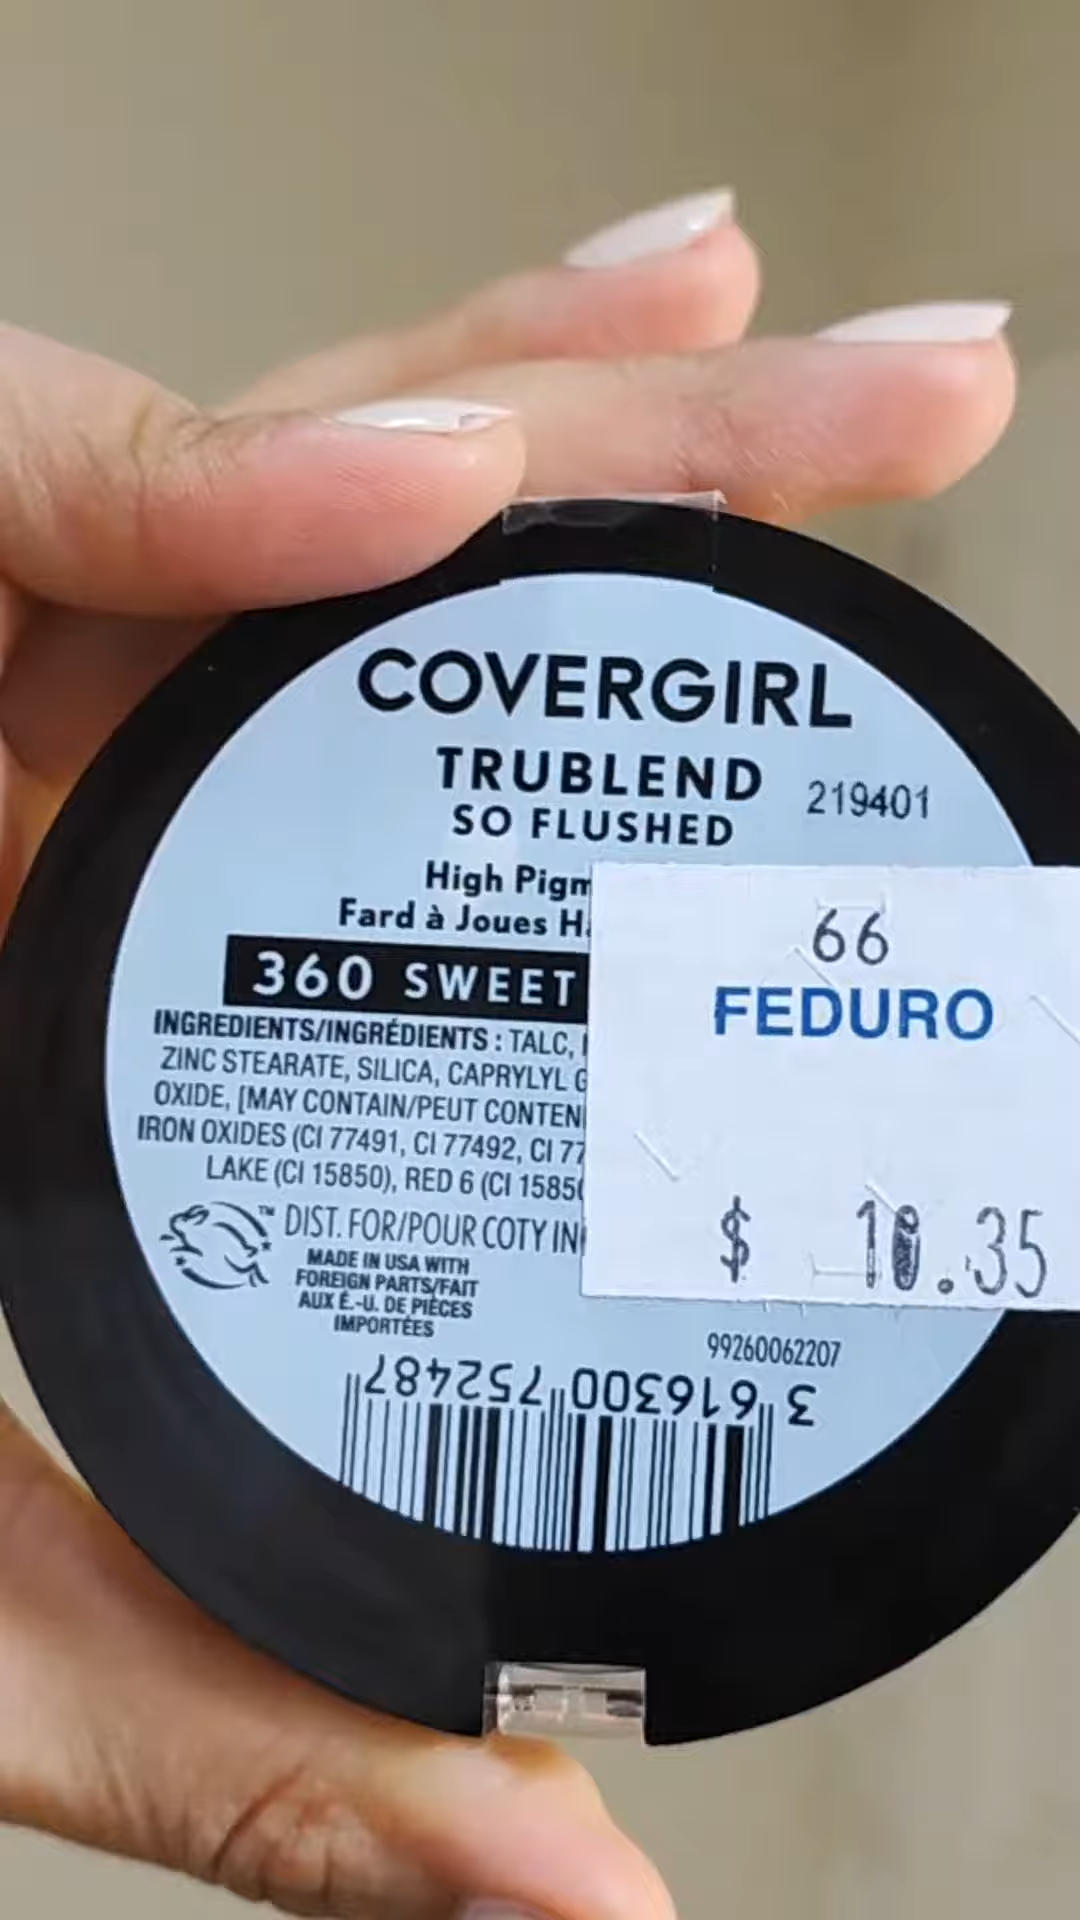 COVERGIRL
TRUBLEND
219401
SO FLUSHED
High Pigm
Fard à Joues H
360 SWEET
INGREDIENTS/INGRÉDIENTS : TALC,
ZINC STEARATE, SILICA, CAPRYLYL G
OXIDE, [MAY CONTAIN/PEUT CONTEN
IRON OXIDES (CI 77491, CI 77492, CI 77
LAKE (CI 15850), RED 6 (CI 1585
DIST. FOR/POUR COTY IN
MADE IN USA WITH
FOREIGN PARTS/FAIT
AUX É.-U. DE PIÈCES
IMPORTÉES
66
FEDURO
$ 10.35
99260062207
3 616300 752487